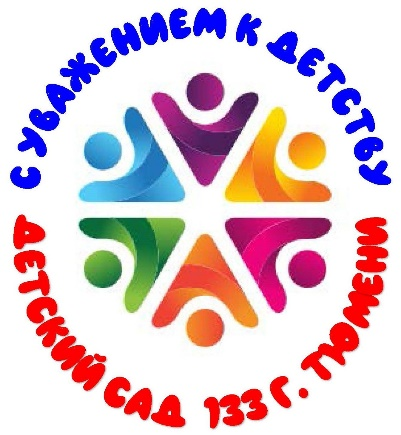 С УВАЖЕНИЕМ К ДЕТСТВУ
ДЕТСКИЙ САД 133 Г. ТЮМЕНИ